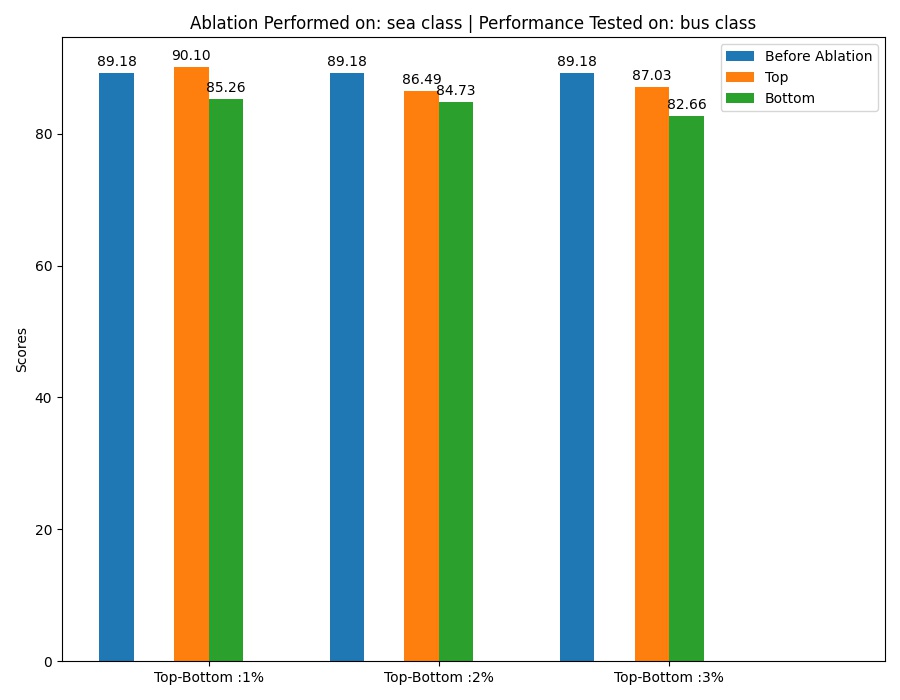 Ablation Performed on: sea class | Performance Tested on: bus class
89.18
90.10
85.26
89.18
86.49
84.73
89.18
87.03
82.66
Before Ablation
Top
Bottom
Scores
80
60
40
20
0
Top-Bottom :1%
Top-Bottom :2%
Top-Bottom :3%